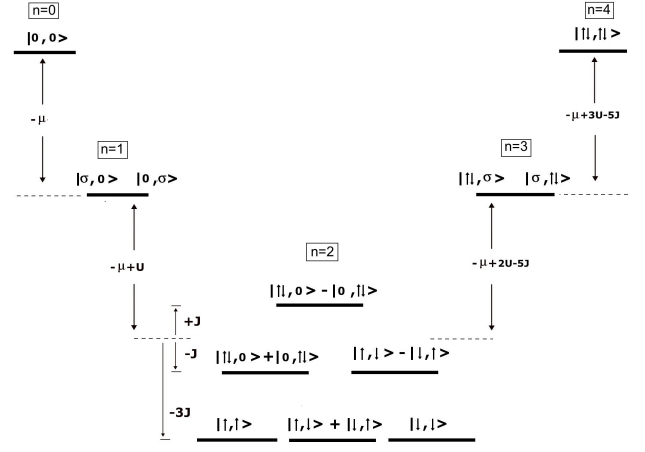 n=0
|0,0>
-μ
n=1
|σ,0> |0,σ>
-μ+U
n=2
|↑↓,0> - |0,↑↓>
+J
-J
|↑↓,0>+|0,↑↓>
|↑,↓> - |↓,↑>
-3J
|↑,↑>
|↑,↓> + |↓,↑>
|↓,↓>
n=3
|↑↓,σ> |σ,↑↓>
-μ+2U-5J
n=4
|↑↓,↑↓>
-μ+3U-5J